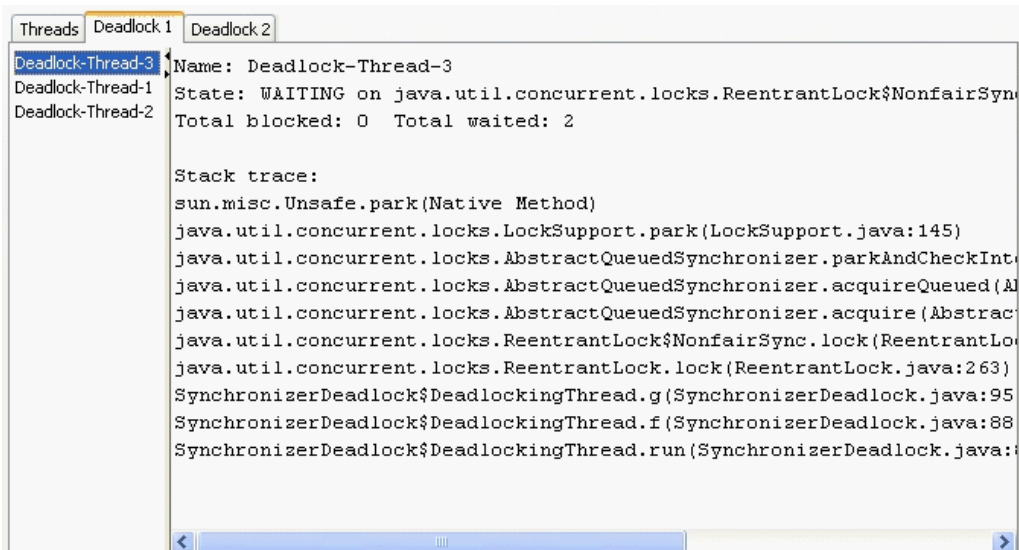 Threads Deadlock 1 Deadlock 2
Deadlock-Thread-3
Deadlock-Thread-1
Deadlock-Thread-2
Name: Deadlock-Thread-3
State: WAITING on java.util.concurrent.locks.ReentrantLock$NonfairSyn
Total blocked: 0 Total waited: 2
Stack trace:
sun.misc.Unsafe.park(Native Method)
java.util.concurrent.locks.LockSupport.park(LockSupport.java:145)
java.util.concurrent.locks.AbstractQueuedSynchronizer.parkAndCheckInt
java.util.concurrent.locks.AbstractQueuedSynchronizer.acquireQueued(A
java.util.concurrent.locks.AbstractQueuedSynchronizer.acquire(Abstrac
java.util.concurrent.locks.ReentrantLock$NonfairSync.lock(ReentrantLo
java.util.concurrent.locks.ReentrantLock.lock(ReentrantLock.java:263)
SynchronizerDeadlock$DeadlockingThread.g(SynchronizerDeadlock.java:95
SynchronizerDeadlock$DeadlockingThread.f(SynchronizerDeadlock.java:88
SynchronizerDeadlock$DeadlockingThread.run(SynchronizerDeadlock.java: